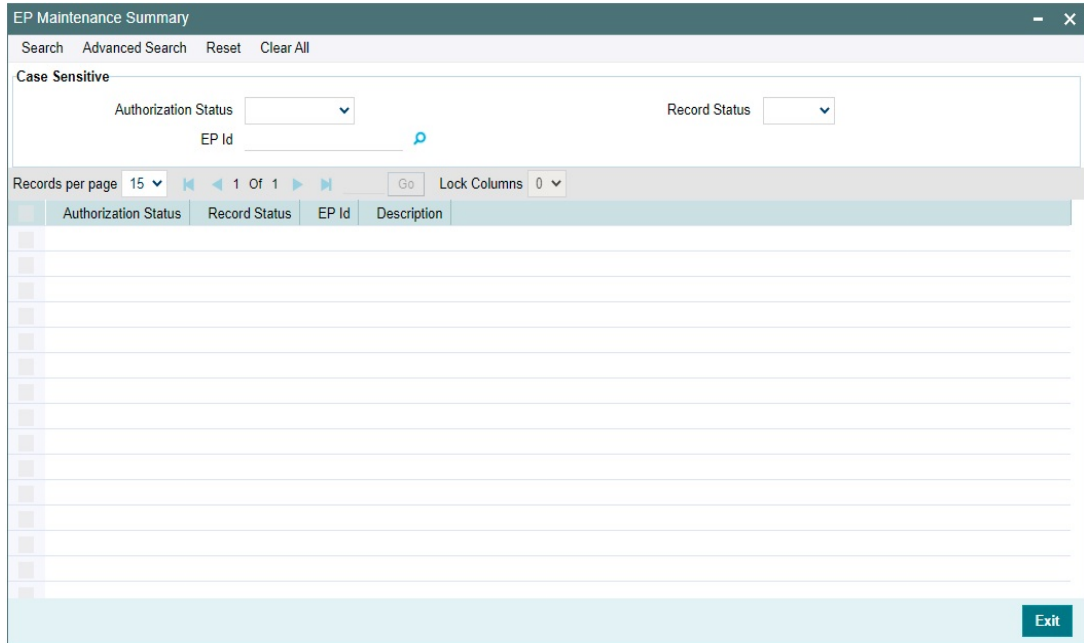 EP Maintenance Summary
Search Advanced Search Reset Clear All
Case Sensitive
Authorization Status Record Status
EP Id
Records per page 15 1 Of 1 Go Lock Columns 0
Authorization Status Record Status EP Id Description
Exit